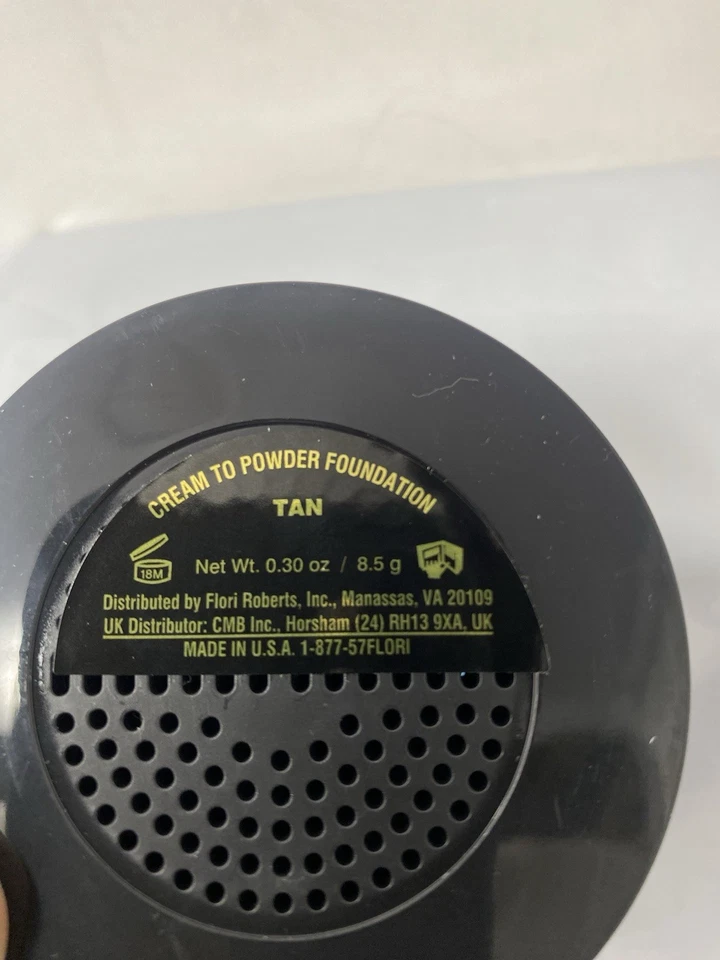 CREAM TO POWDER FOUNDATION
TAN
18M
Net Wt. 0.30 oz / 8.5 g
Distributed by Flori Roberts, Inc., Manassas, VA 20109
UK Distributor: CMB Inc., Horsham (24) RH13 9XA, UK
MADE IN U.S.A. 1-877-57FLORI